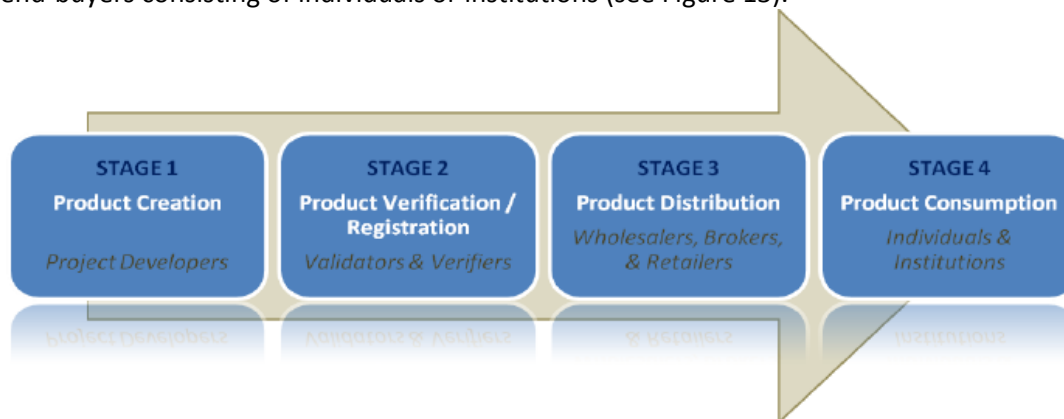 end-buyers consisting of individuals or institutions (see Figure 13).
STAGE 1
Product Creation
Project Developers
STAGE 2
Product Verification /
Registration
Validators & Verifiers
STAGE 3
Product Distribution
Wholesalers, Brokers,
& Retailers
STAGE 4
Product Consumption
Individuals &
Institutions